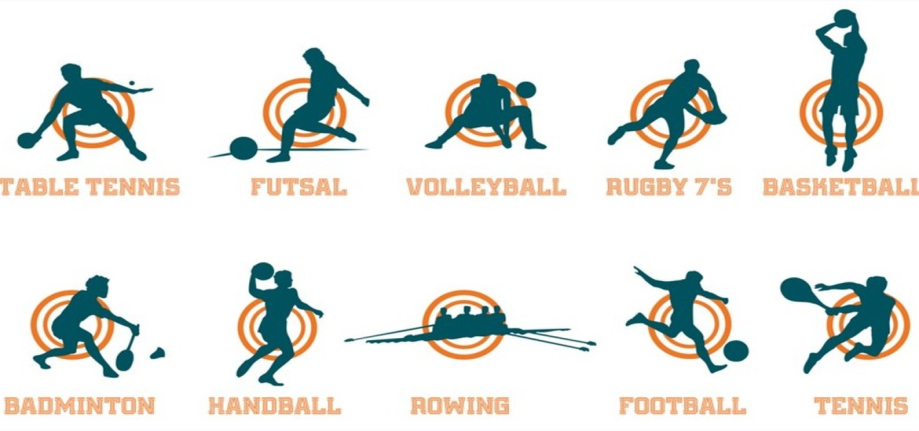 TABLE TENNIS FUTSAL VOLLEYBALL RUGBY 7'S BASKETBALL
BADMINTON HANDBALL ROWING FOOTBALL TENNIS